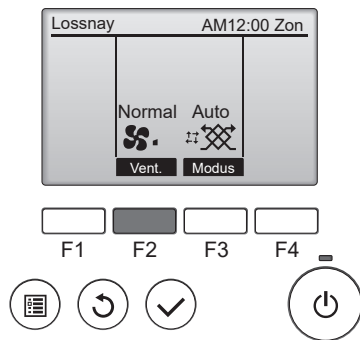 Lossnay AM12:00 Zon
Normal Auto
Vent. Modus
F1 F2 F3 F4